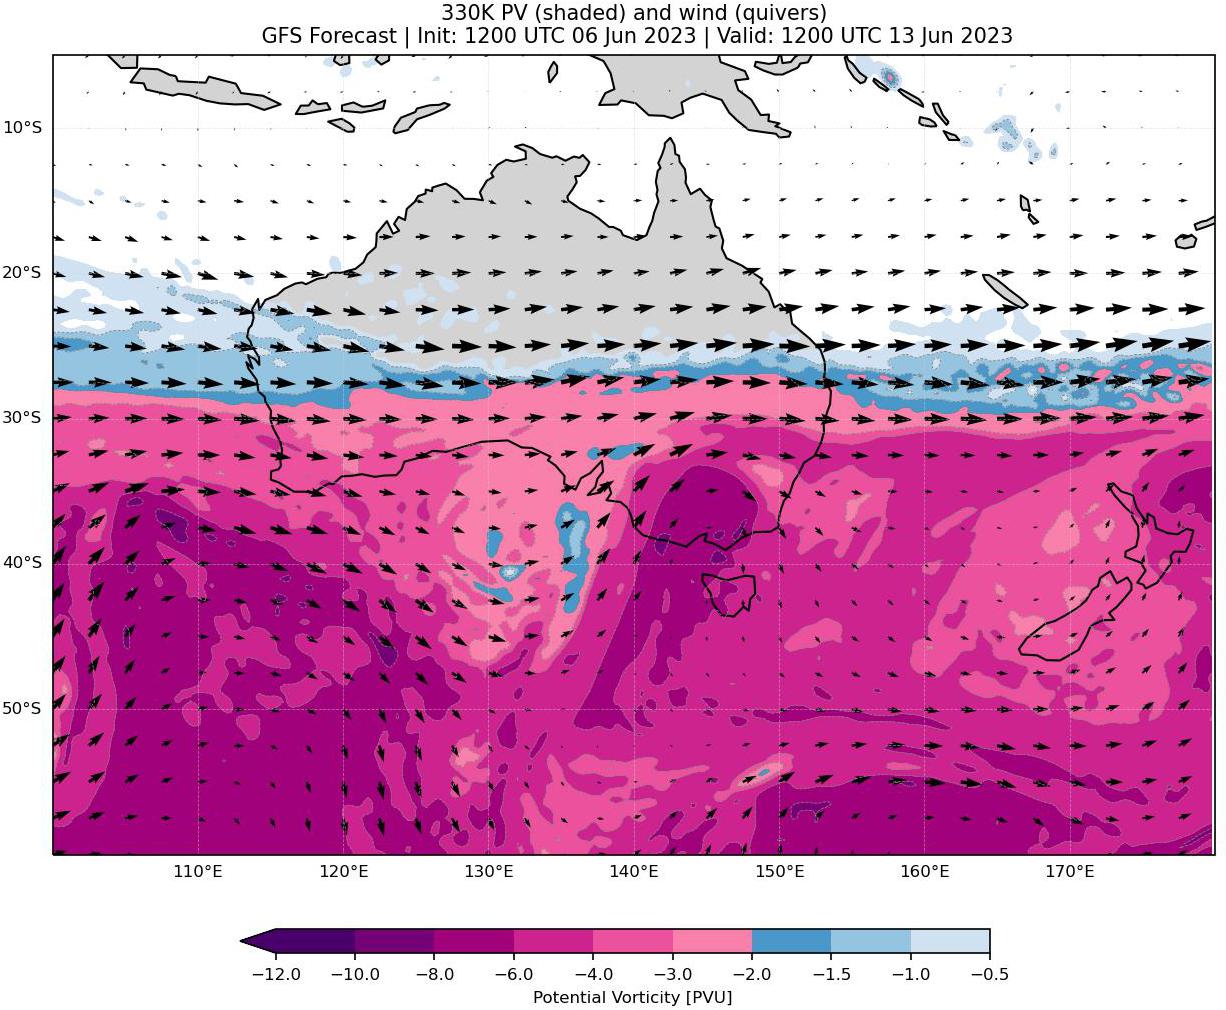 330K PV (shaded) and wind (quivers)
GFS Forecast | Init: 1200 UTC 06 Jun 2023 | Valid: 1200 UTC 13 Jun 2023
10°S
20°S
30°S
40°S
50°S
110°E 120°E 130°E 140°E 150°E 160°E 170°E
−12.0 −10.0 −8.0 −6.0 −4.0 −3.0 −2.0 −1.5 −1.0 −0.5
Potential Vorticity [PVU]